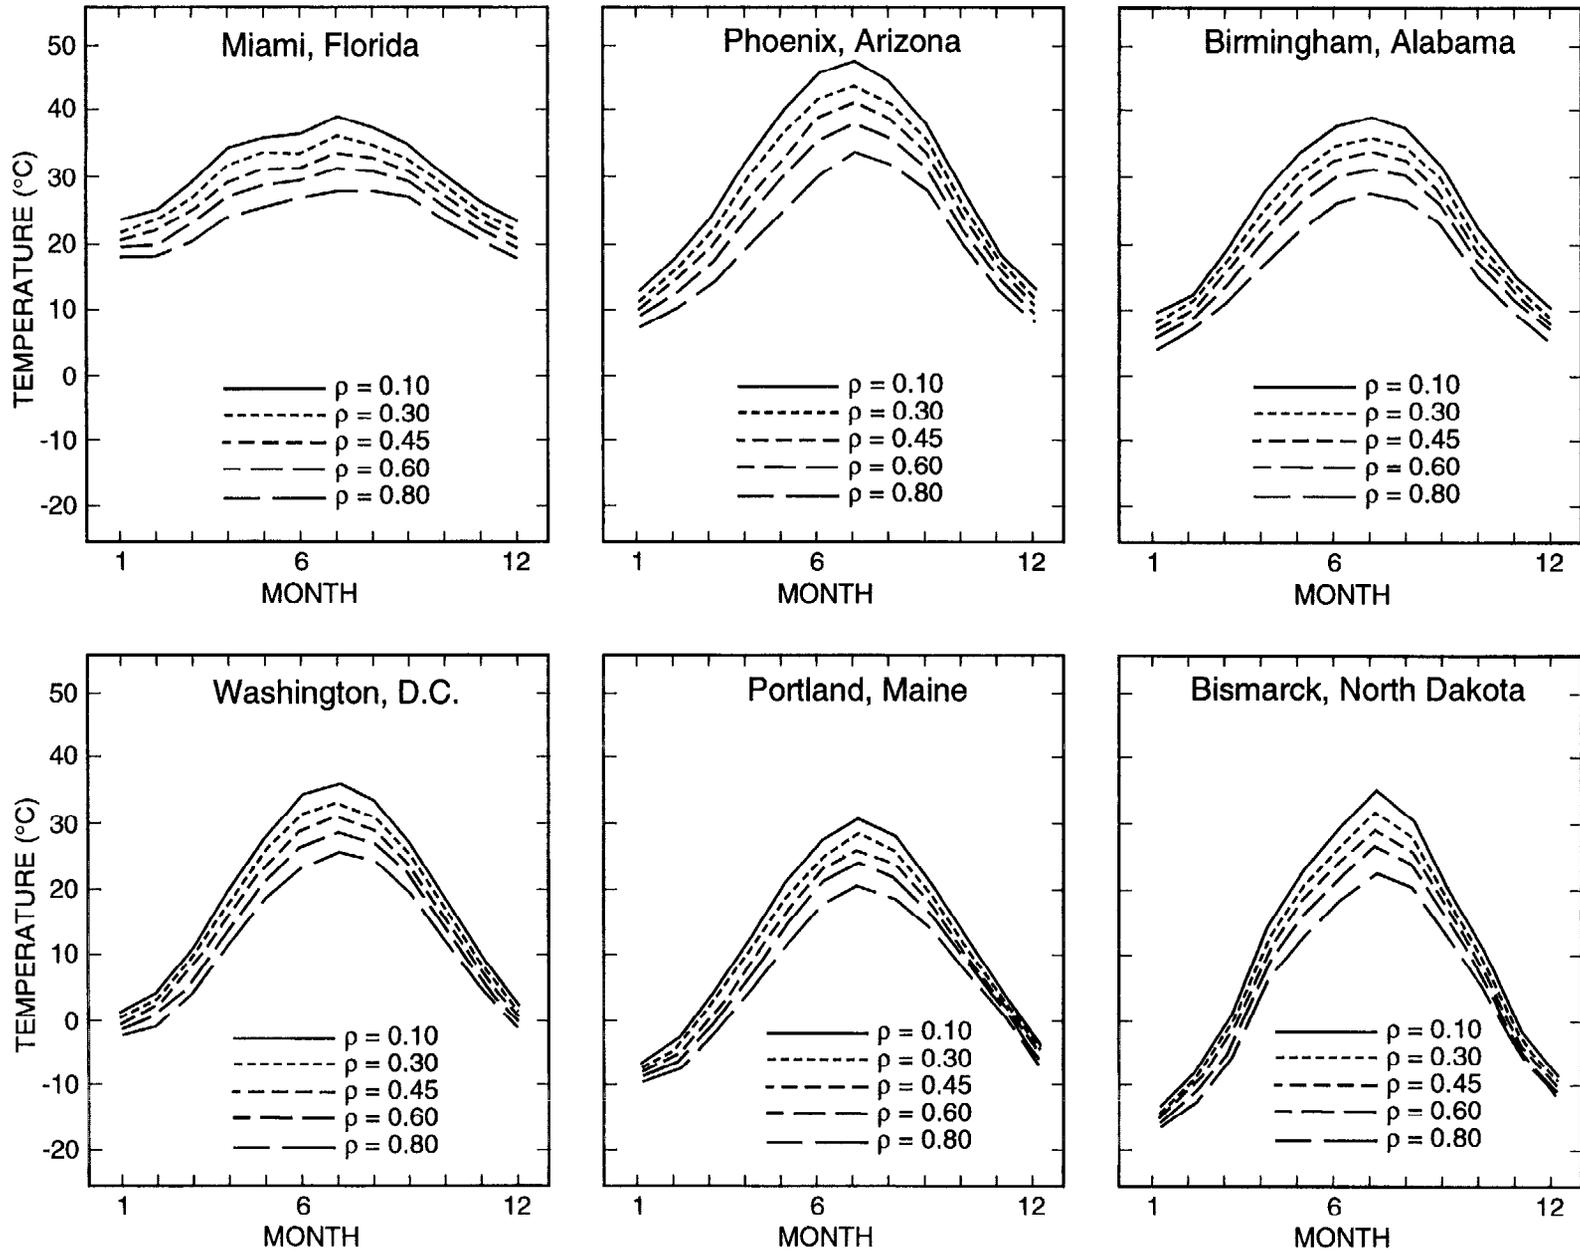 Miami, Florida
50
40
30
20
10
0
-10
-20
TEMPERATURE (°C)
ρ = 0.10
ρ = 0.30
ρ = 0.45
ρ = 0.60
ρ = 0.80
1
6
12
MONTH
Phoenix, Arizona
ρ = 0.10
ρ = 0.30
ρ = 0.45
ρ = 0.60
ρ = 0.80
1
6
12
MONTH
Birmingham, Alabama
ρ = 0.10
ρ = 0.30
ρ = 0.45
ρ = 0.60
ρ = 0.80
1
6
12
MONTH
Washington, D.C.
50
40
30
20
10
0
-10
-20
TEMPERATURE (°C)
ρ = 0.10
ρ = 0.30
ρ = 0.45
ρ = 0.60
ρ = 0.80
1
6
12
MONTH
Portland, Maine
ρ = 0.10
ρ = 0.30
ρ = 0.45
ρ = 0.60
ρ = 0.80
1
6
12
MONTH
Bismarck, North Dakota
ρ = 0.10
ρ = 0.30
ρ = 0.45
ρ = 0.60
ρ = 0.80
1
6
12
MONTH